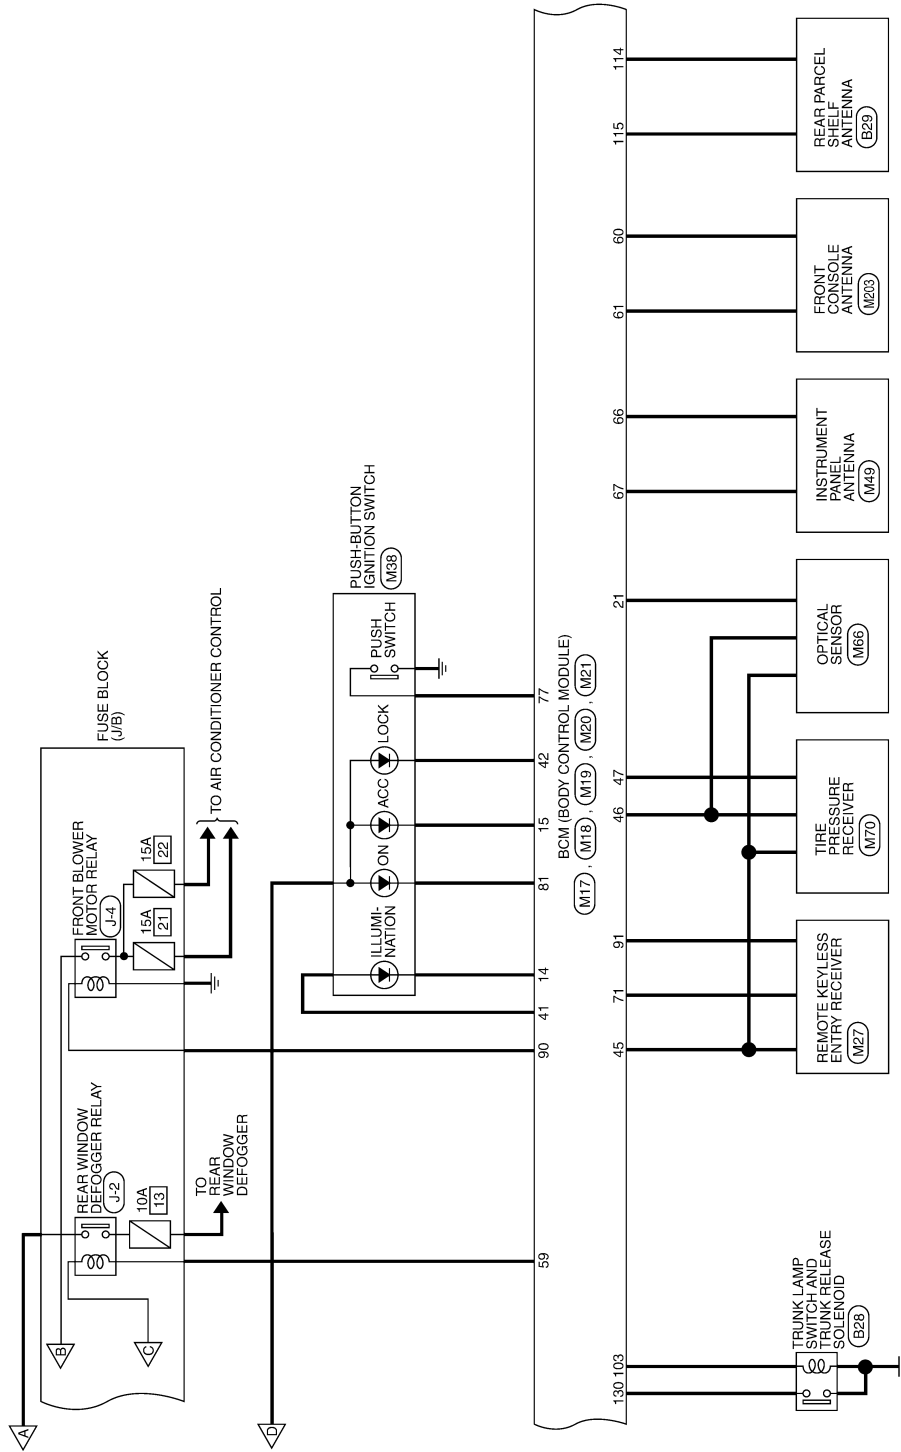 A
B
C
D
REAR WINDOW
DEFOGGER RELAY
J-2
10A
13
TO
REAR
WINDOW
DEFOGGER
FRONT BLOWER
MOTOR RELAY
J-4
15A
21
15A
22
FUSE BLOCK
(J/B)
TO AIR CONDITIONER CONTROL
PUSH-BUTTON
IGNITION SWITCH
M38
ILLUMI-
NATION
ON
ACC
LOCK
PUSH
SWITCH
59
90
41
14
81
15
42
77
BCM (BODY CONTROL MODULE)
M17 , M18 , M19 , M20 , M21
130
103
45
71
91
46
47
21
67
66
61
60
115
114
TRUNK LAMP
SWITCH AND
TRUNK RELEASE
SOLENOID
B28
REMOTE KEYLESS
ENTRY RECEIVER
M27
TIRE
PRESSURE
RECEIVER
M70
OPTICAL
SENSOR
M66
INSTRUMENT
PANEL
ANTENNA
M49
FRONT
CONSOLE
ANTENNA
M203
REAR PARCEL
SHELF
ANTENNA
B29